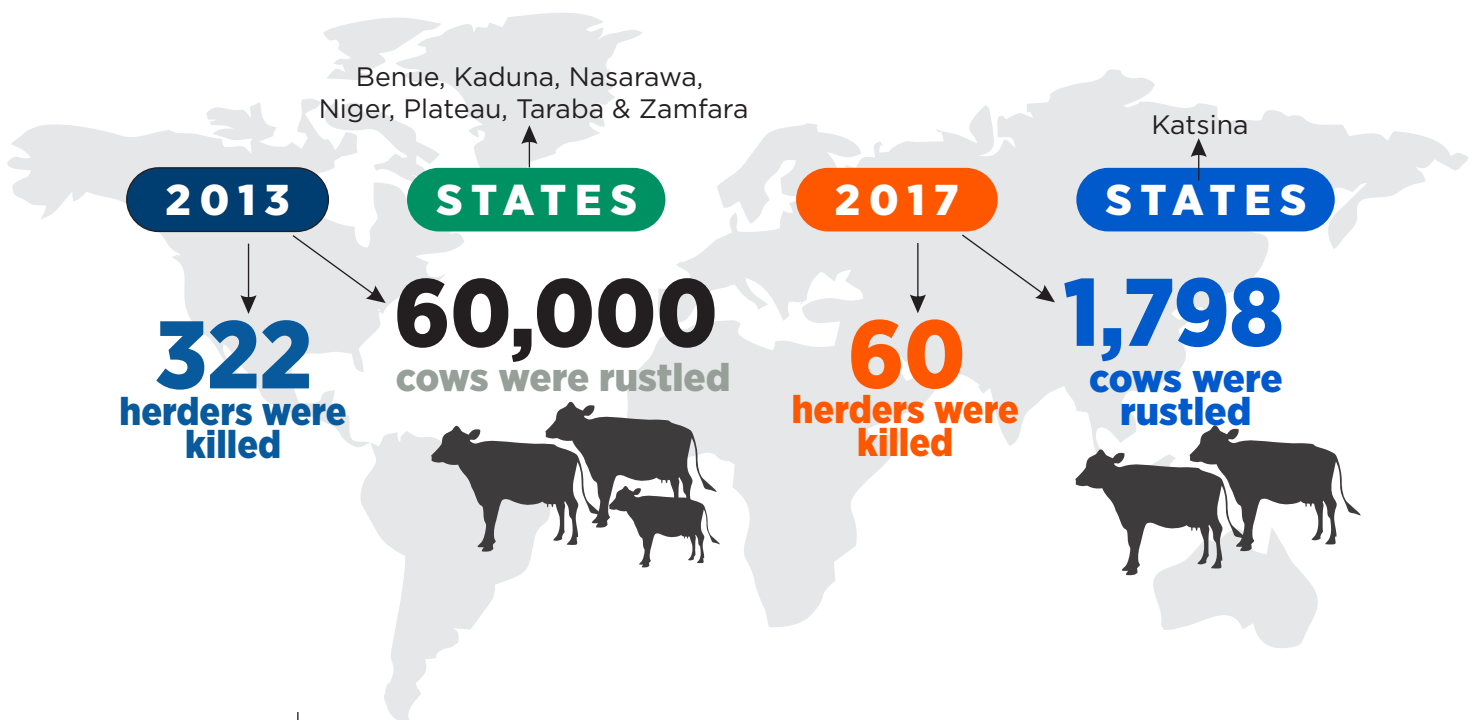 Benue, Kaduna, Nasarawa,
Niger, Plateau, Taraba & Zamfara
2013
STATES
322
herders were
killed
60,000
cows were rustled
Katsina
2017
STATES
60
herders were
killed
1,798
cows were
rustled